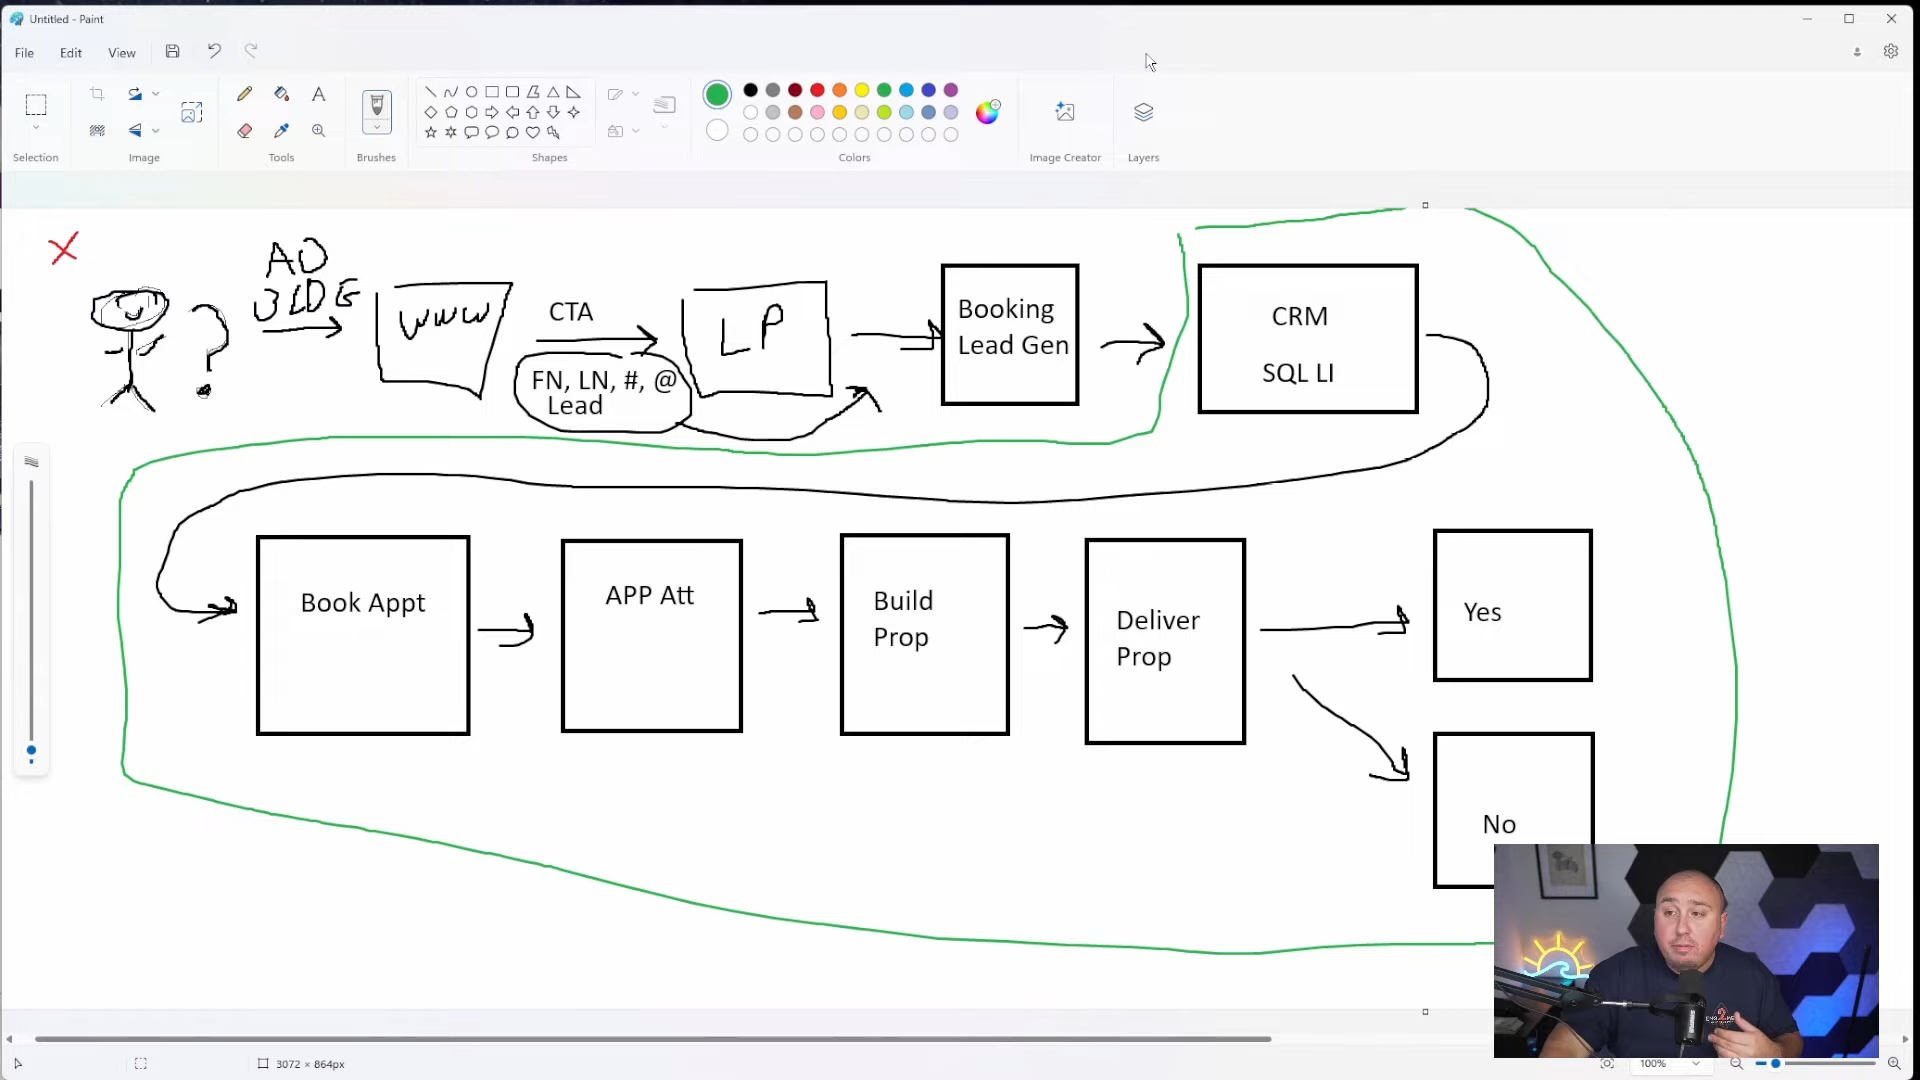 Untitled - Paint
File
Edit
View
Selection
Image
Tools
Brushes
Shapes
Colors
Image Creator
Layers
AD
BLDG
WWW
CTA
FN, LN, #, @
Lead
LP
Booking
Lead Gen
CRM
SQL LI
Book Appt
APP Att
Build
Prop
Deliver
Prop
Yes
No
3072 × 864px
100%